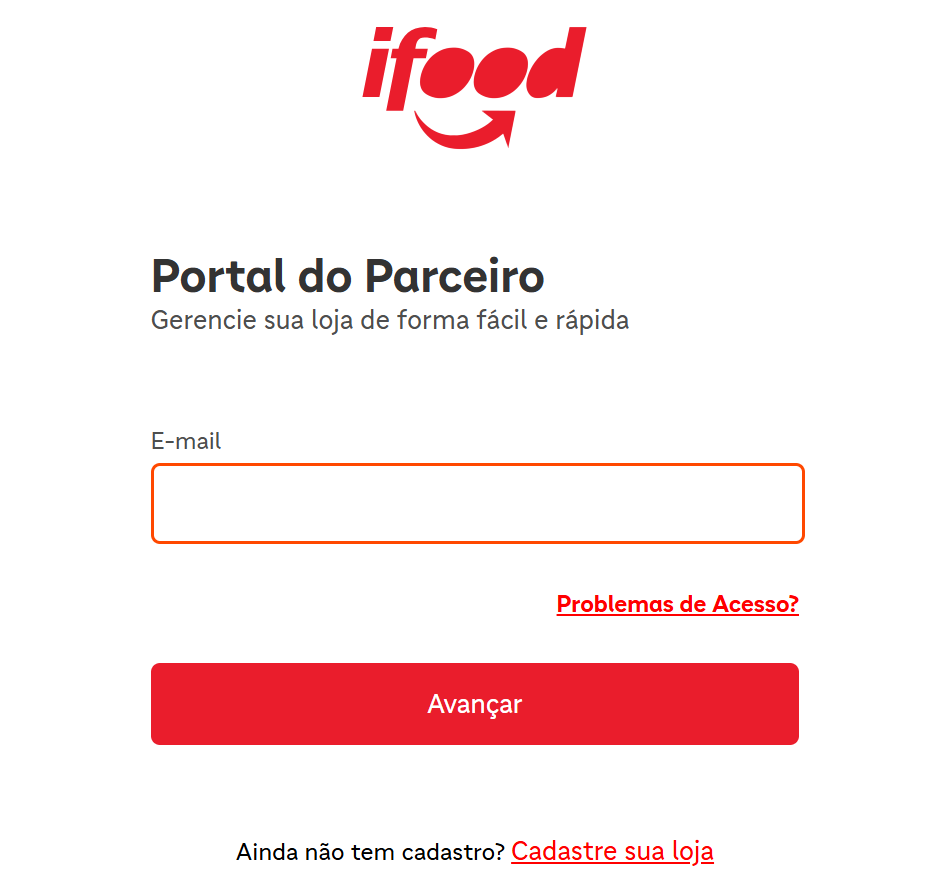 ifood
Portal do Parceiro
Gerencie sua loja de forma fácil e rápida
E-mail
Problemas de Acesso?
Avançar
Ainda não tem cadastro? Cadastre sua loja